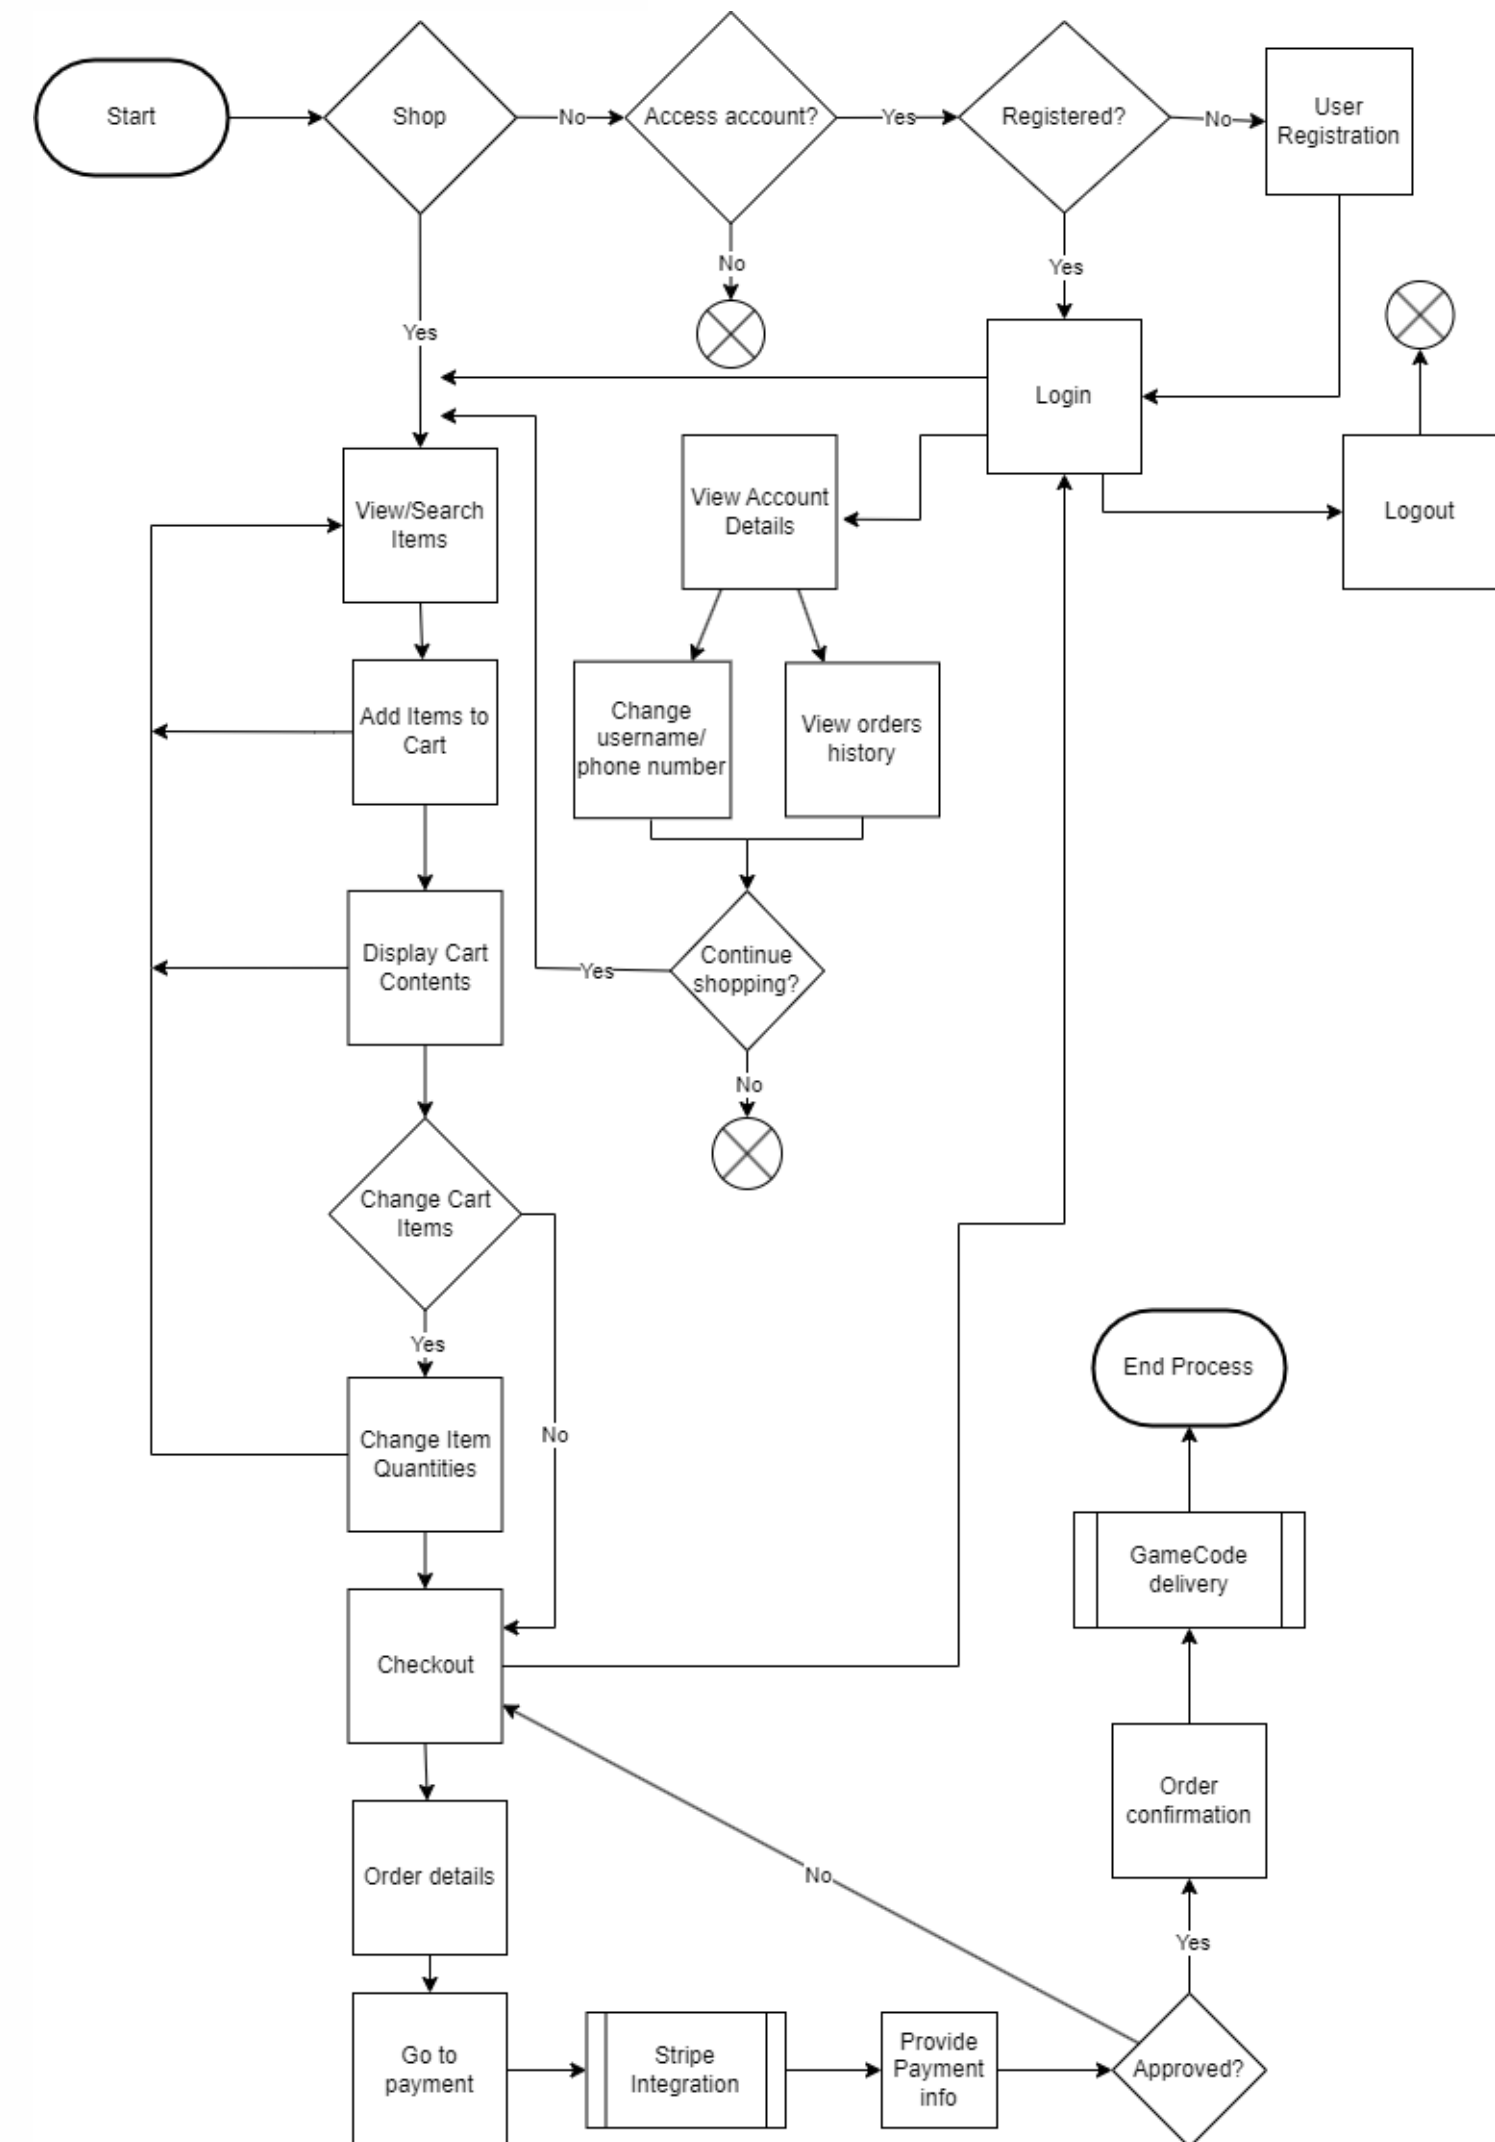 Start
Shop
No
Access account?
Yes
Registered?
No
User
Registration
No
Yes
Yes
Login
View/Search
Items
View Account
Details
Logout
Add Items to
Cart
Change
username/
phone number
View orders
history
Display Cart
Contents
Yes
Continue
shopping?
No
Change Cart
Items
Yes
No
Change Item
Quantities
End Process
GameCode
delivery
Checkout
Order
confirmation
No
Order details
Yes
Go to
payment
Stripe
Integration
Provide
Payment
info
Approved?